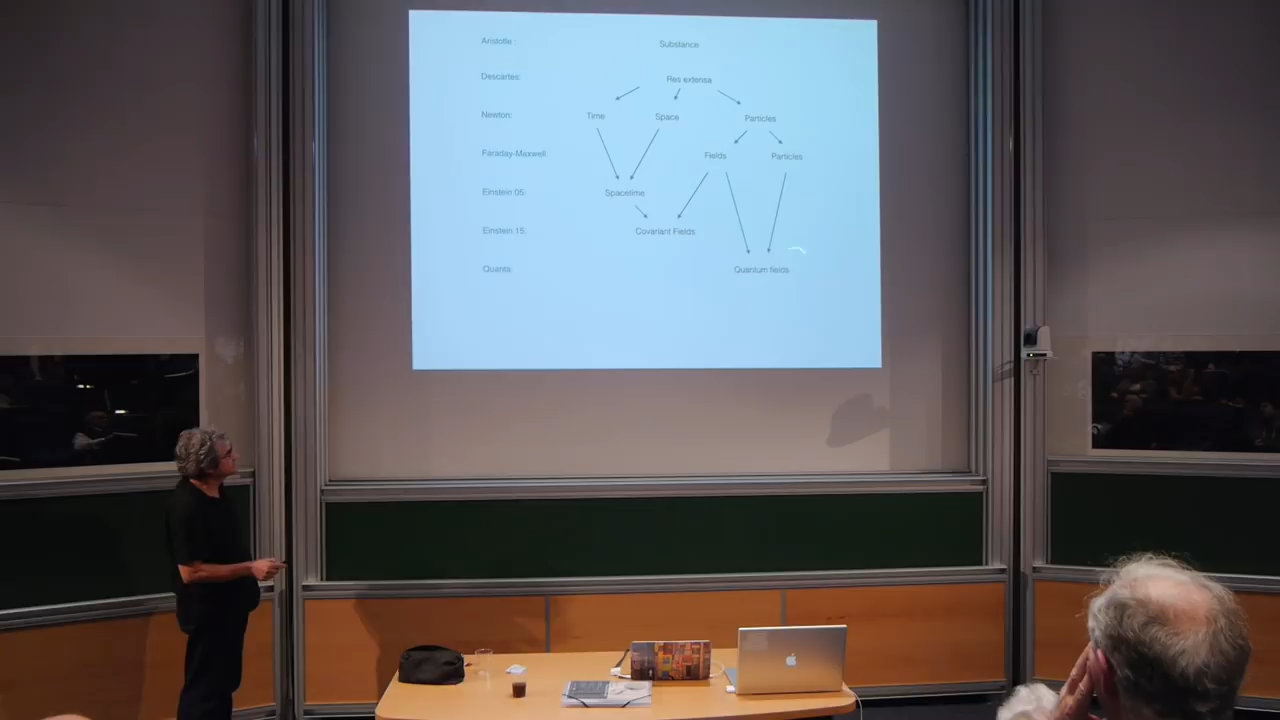 Aristotle : Substance
Descartes: Res extensa
Newton: Time Space Particles
Faraday-Maxwell: Fields Particles
Einstein 05: Spacetime
Einstein 15: Covariant Fields
Quanta: Quantum fields